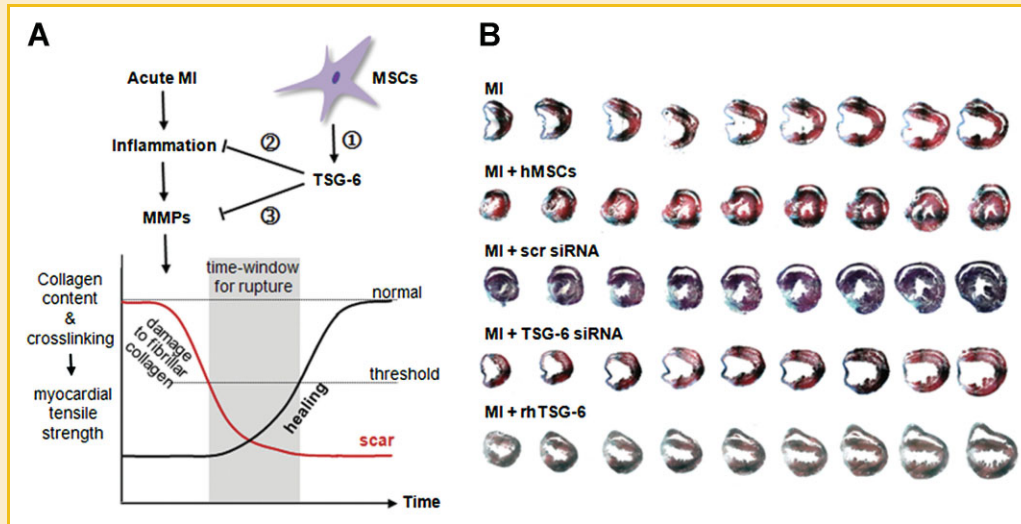 A
Acute MI
MSCs
①
Inflammation
②
TSG-6
③
MMPs
Collagen
content
&
crosslinking
myocardial
tensile
strength
time-window
for rupture
normal
damage
to fibrillar
collagen
threshold
healing
scar
Time
B
MI
MI + hMSCs
MI + scr siRNA
MI + TSG-6 siRNA
MI + rhTSG-6